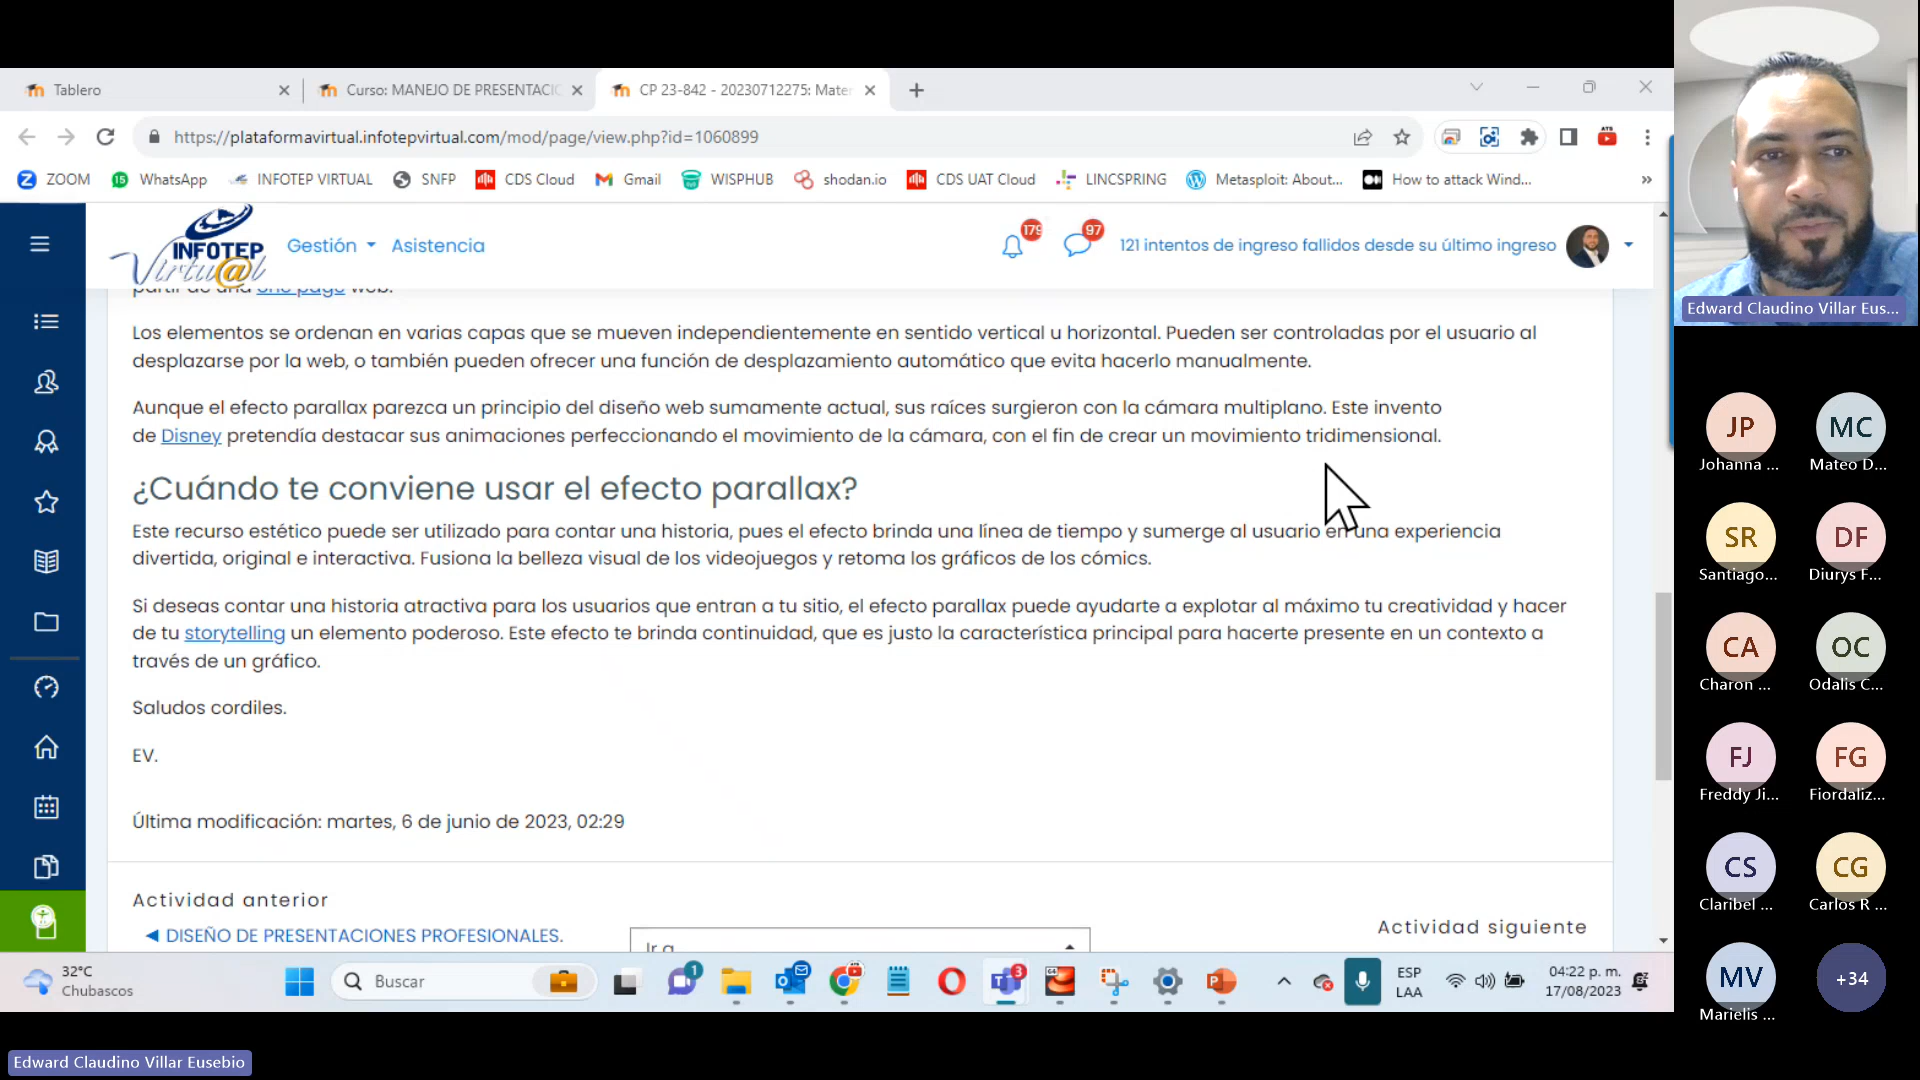 Tablero
Curso: MANEJO DE PRESENTACIO
CP 23-842 - 20230712275: Mater
https://plataformavirtual.infotepvirtual.com/mod/page/view.php?id=1060899
ZOOM
15 WhatsApp
INFOTEP VIRTUAL
SNFP
CDS Cloud
Gmail
WISPHUB
shodan.io
CDS UAT Cloud
LINCSPRING
Metasploit: About...
How to attack Wind...
»
INFOTEP
Virtu@l
Gestión
Asistencia
179
97
121 intentos de ingreso fallidos desde su último ingreso
partir de una one page web.
Los elementos se ordenan en varias capas que se mueven independientemente en sentido vertical u horizontal. Pueden ser controladas por el usuario al
desplazarse por la web, o también pueden ofrecer una función de desplazamiento automático que evita hacerlo manualmente.
Aunque el efecto parallax parezca un principio del diseño web sumamente actual, sus raíces surgieron con la cámara multiplano. Este invento
de Disney pretendía destacar sus animaciones perfeccionando el movimiento de la cámara, con el fin de crear un movimiento tridimensional.
¿Cuándo te conviene usar el efecto parallax?
Este recurso estético puede ser utilizado para contar una historia, pues el efecto brinda una línea de tiempo y sumerge al usuario en una experiencia
divertida, original e interactiva. Fusiona la belleza visual de los videojuegos y retoma los gráficos de los cómics.
Si deseas contar una historia atractiva para los usuarios que entran a tu sitio, el efecto parallax puede ayudarte a explotar al máximo tu creatividad y hacer
de tu storytelling un elemento poderoso. Este efecto te brinda continuidad, que es justo la característica principal para hacerte presente en un contexto a
través de un gráfico.
Saludos cordiles.
EV.
Última modificación: martes, 6 de junio de 2023, 02:29
Actividad anterior
◄ DISEÑO DE PRESENTACIONES PROFESIONALES.
Ir a
Actividad siguiente
32°C
Chubascos
Buscar
1
3
ESP
LAA
04:22 p. m.
17/08/2023
Edward Claudino Villar Eusebio
Edward Claudino Villar Eus...
JP
Johanna ...
MC
Mateo D...
SR
Santiago...
DF
Diurys F...
CA
Charon ...
OC
Odalis C...
FJ
Freddy Ji...
FG
Fiordaliz...
CS
Claribel ...
CG
Carlos R ...
MV
Marielis ...
+34